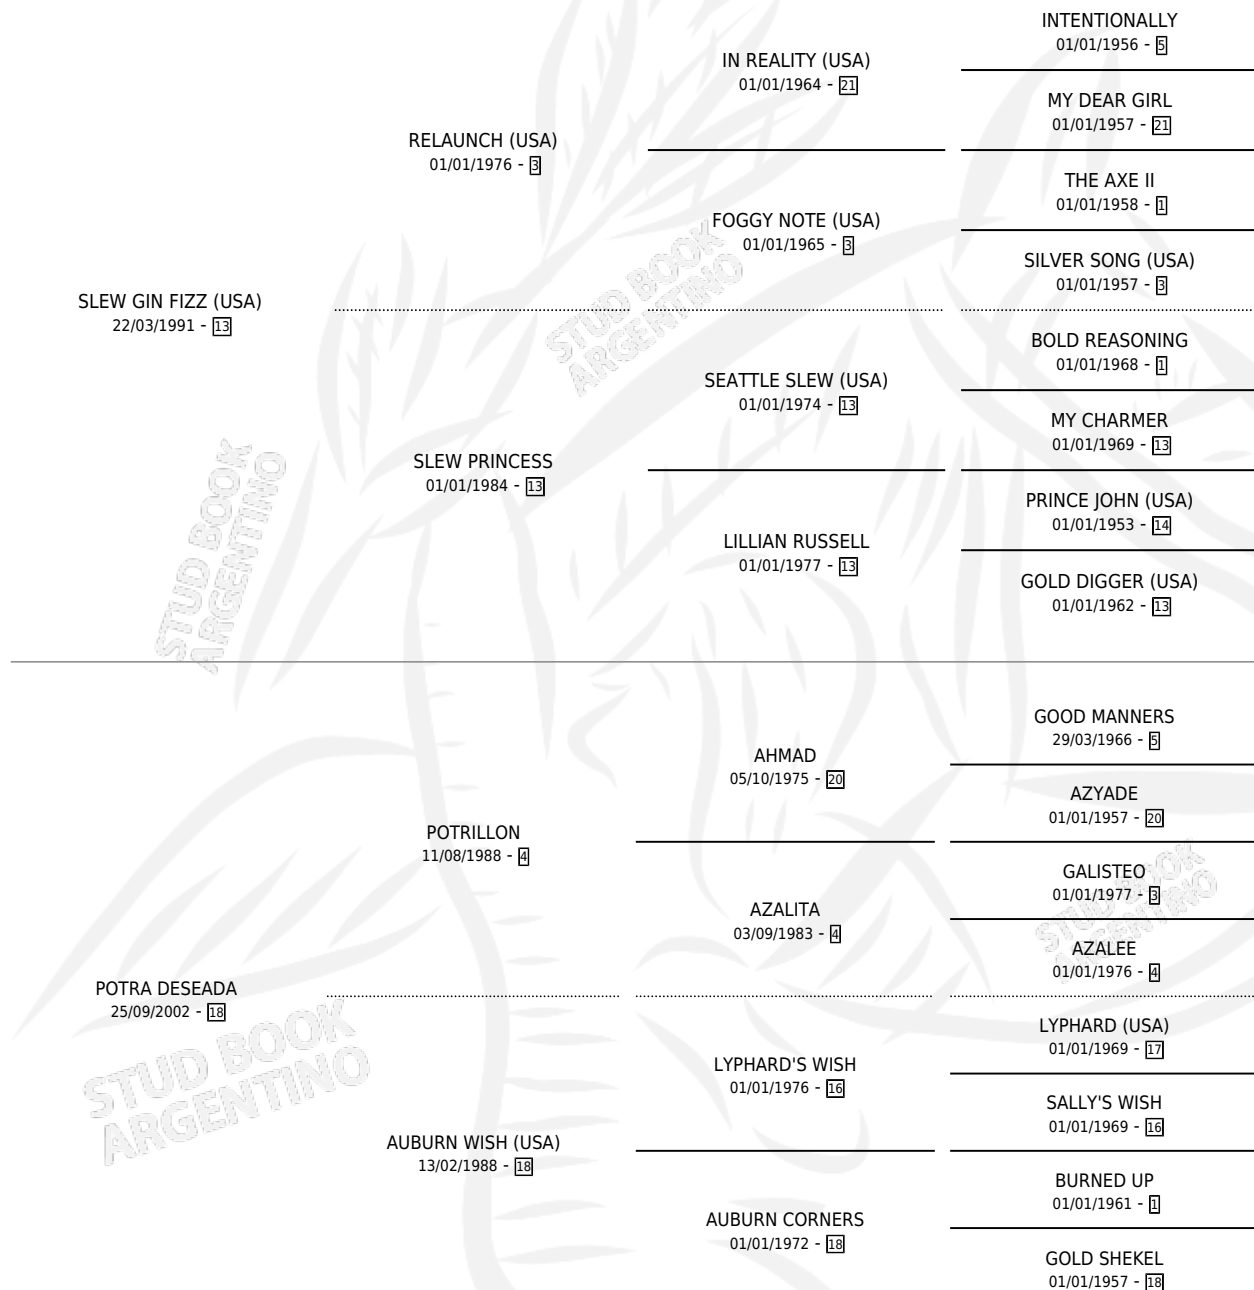 INTENTIONALLY
01/01/1956 - 5
IN REALITY (USA)
01/01/1964 - 21
MY DEAR GIRL
01/01/1957 - 21
RELAUNCH (USA)
01/01/1976 - 3
THE AXE II
01/01/1958 - 1
FOGGY NOTE (USA)
01/01/1965 - 3
SILVER SONG (USA)
01/01/1957 - 3
SLEW GIN FIZZ (USA)
22/03/1991 - 13
BOLD REASONING
01/01/1968 - 1
SEATTLE SLEW (USA)
01/01/1974 - 13
MY CHARMER
01/01/1969 - 13
SLEW PRINCESS
01/01/1984 - 13
PRINCE JOHN (USA)
01/01/1953 - 14
LILLIAN RUSSELL
01/01/1977 - 13
GOLD DIGGER (USA)
01/01/1962 - 13
GOOD MANNERS
29/03/1966 - 5
AHMAD
05/10/1975 - 20
AZYADE
01/01/1957 - 20
POTRILLON
11/08/1988 - 4
GALISTEO
01/01/1977 - 3
AZALITA
03/09/1983 - 4
AZALEE
01/01/1976 - 4
POTRA DESEADA
25/09/2002 - 18
LYPHARD (USA)
01/01/1969 - 17
LYPHARD'S WISH
01/01/1976 - 16
SALLY'S WISH
01/01/1969 - 16
AUBURN WISH (USA)
13/02/1988 - 18
BURNED UP
01/01/1961 - 1
AUBURN CORNERS
01/01/1972 - 18
GOLD SHEKEL
01/01/1957 - 18
STUD BOOK
ARGENTINO
STUD BOOK
ARGENTINO
STUD BOOK
ARGENTINO
STUD BOOK
ARGENTINO